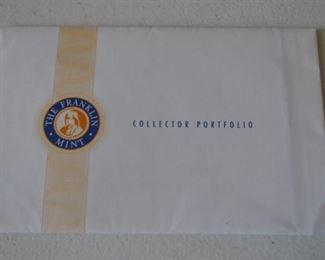 THE FRANKLIN MINT
COLLECTOR PORTFOLIO